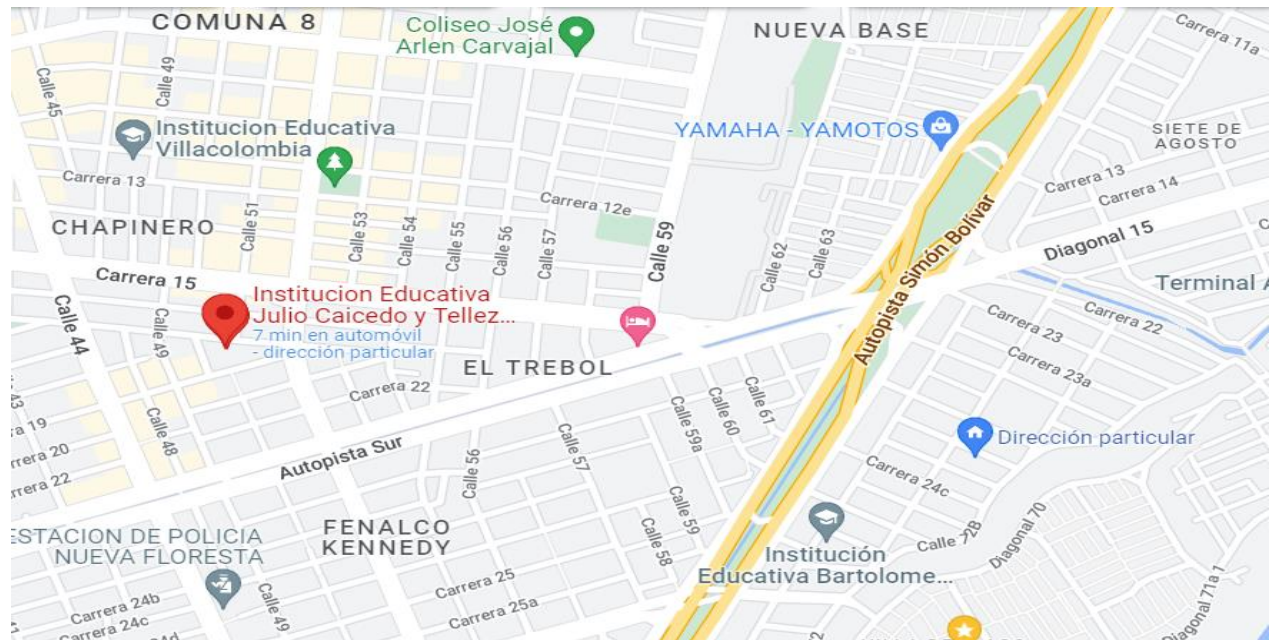 COMUNA 8
Coliseo José
Arlen Carvajal
NUEVA BASE
Carrera 11a
Calle 45
Calle 49
Institucion Educativa
Villacolombia
YAMAHA - YAMOTOS
SIETE DE
AGOSTO
Carrera 13
Carrera 12e
Carrera 13
Carrera 14
CHAPINERO
Calle 51
Calle 53
Calle 54
Calle 55
Calle 56
Calle 57
Calle 59
Calle 62
Calle 63
Autopista Simón Bolívar
Diagonal 15
Carrera 15
Terminal A
Institucion Educativa
Julio Caicedo y Tellez...
7 min en automóvil
- dirección particular
Calle 44
Calle 49
EL TREBOL
Carrera 22
Carrera 23
Carrera 22
Carrera 23a
43
a 19
rrera 20
rrera 22
Calle 48
Autopista Sur
Calle 56
Calle 57
Calle 59a
Calle 60
Calle 61
Dirección particular
Carrera 24c
ESTACION DE POLICIA
NUEVA FLORESTA
FENALCO
KENNEDY
Calle 59
Calle 58
Institución
Educativa Bartolome...
Calle 72B
Diagonal 70
Diagonal 71a 1
Carrera 25
Carrera 25a
Carrera 24b
Carrera 24c
Calle 49